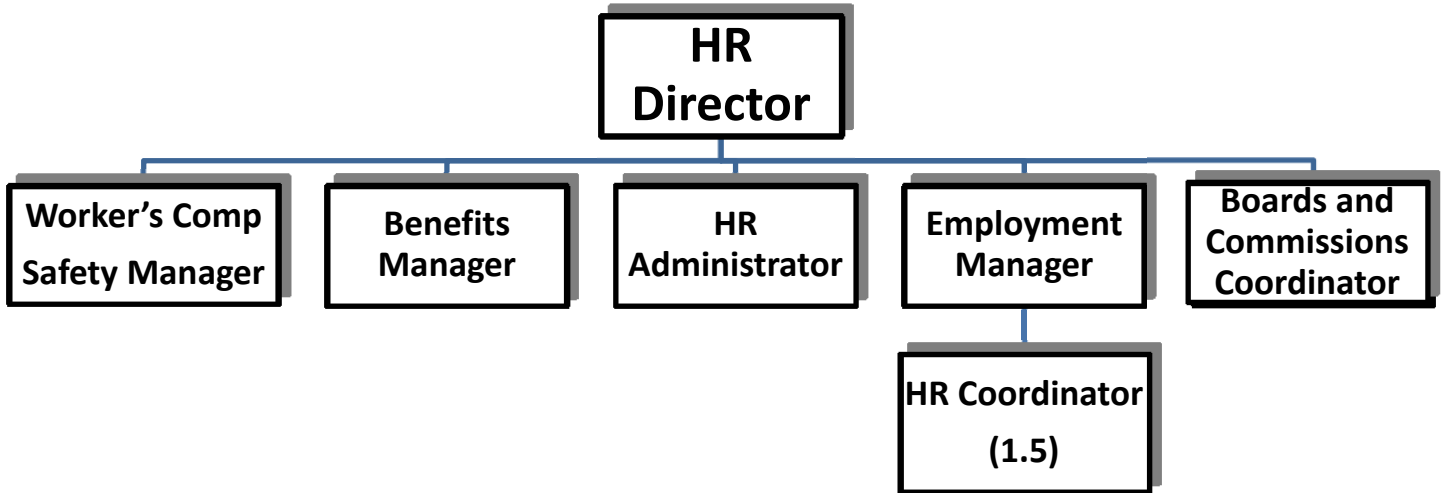 HR
Director
Worker’s Comp
Safety Manager
Benefits
Manager
HR
Administrator
Employment
Manager
Boards and
Commissions
Coordinator
HR Coordinator
(1.5)